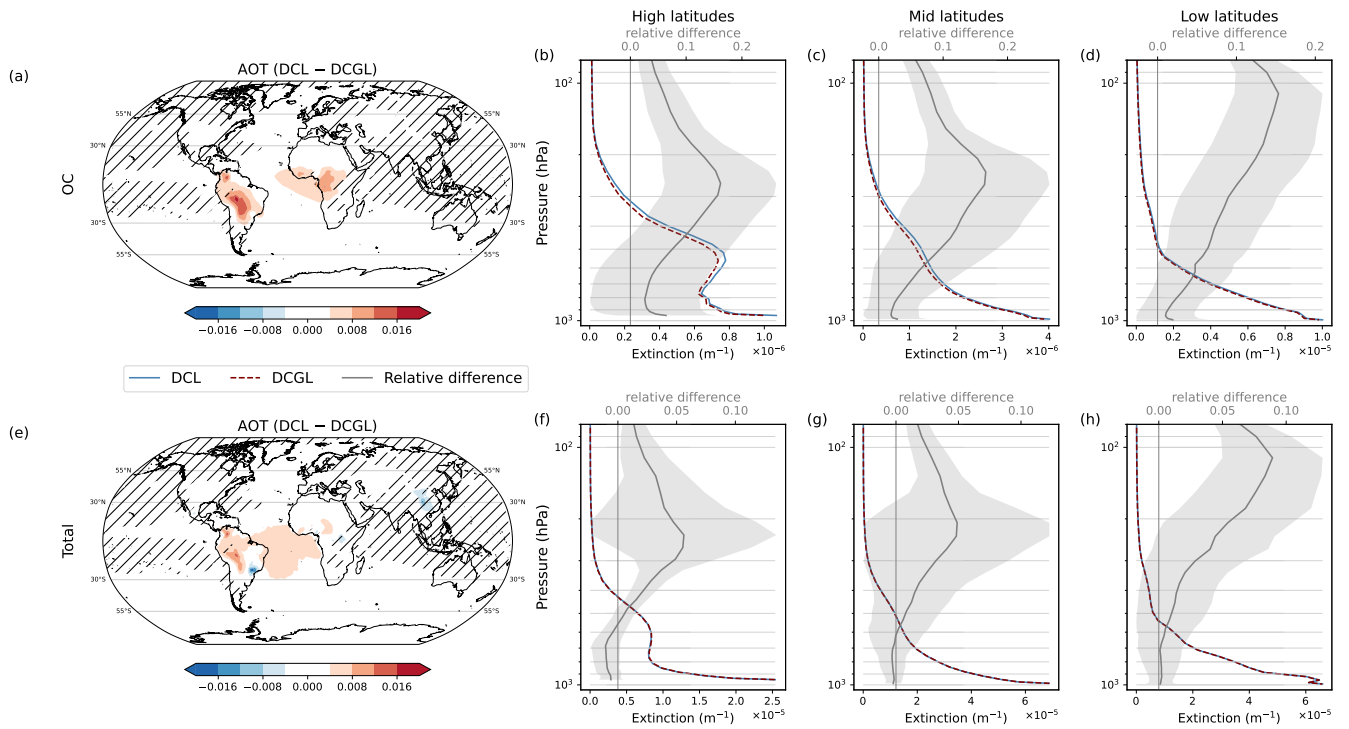 High latitudes Mid latitudes Low latitudes
relative difference relative difference relative difference
(b) 0.0 0.1 0.2 (c) 0.0 0.1 0.2 (d) 0.0 0.1 0.2
(a) AOT (DCL − DCGL)
OC
55°N 55°N
30°N 30°N
30°S 30°S
55°S 55°S
−0.016 −0.008 0.000 0.008 0.016
Pressure (hPa)
10² 10² 10²
10³ 10³ 10³
0.0 0.2 0.4 0.6 0.8 1.0 0 1 2 3 4 0.0 0.2 0.4 0.6 0.8 1.0
Extinction (m⁻¹) ×10⁻⁶ Extinction (m⁻¹) ×10⁻⁶ Extinction (m⁻¹) ×10⁻⁵
DCL DCGL Relative difference
relative difference relative difference relative difference
(f) 0.00 0.05 0.10 (g) 0.00 0.05 0.10 (h) 0.00 0.05 0.10
(e) AOT (DCL − DCGL)
Total
55°N 55°N
30°N 30°N
30°S 30°S
55°S 55°S
−0.016 −0.008 0.000 0.008 0.016
Pressure (hPa)
10² 10² 10²
10³ 10³ 10³
0.0 0.5 1.0 1.5 2.0 2.5 0 2 4 6 0 2 4 6
Extinction (m⁻¹) ×10⁻⁵ Extinction (m⁻¹) ×10⁻⁵ Extinction (m⁻¹) ×10⁻⁵